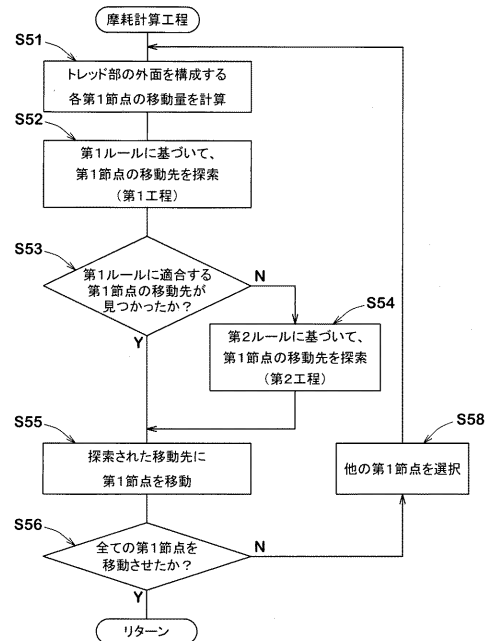 摩耗計算工程
S51
トレッド部の外面を構成する
各第1節点の移動量を計算
S52
第1ルールに基づいて、
第1節点の移動先を探索
(第1工程)
S53
第1ルールに適合する
第1節点の移動先が
見つかったか?
N
Y
S54
第2ルールに基づいて、
第1節点の移動先を探索
(第2工程)
S55
探索された移動先に
第1節点を移動
S58
他の第1節点を選択
S56
全ての第1節点を
移動させたか?
N
Y
リターン